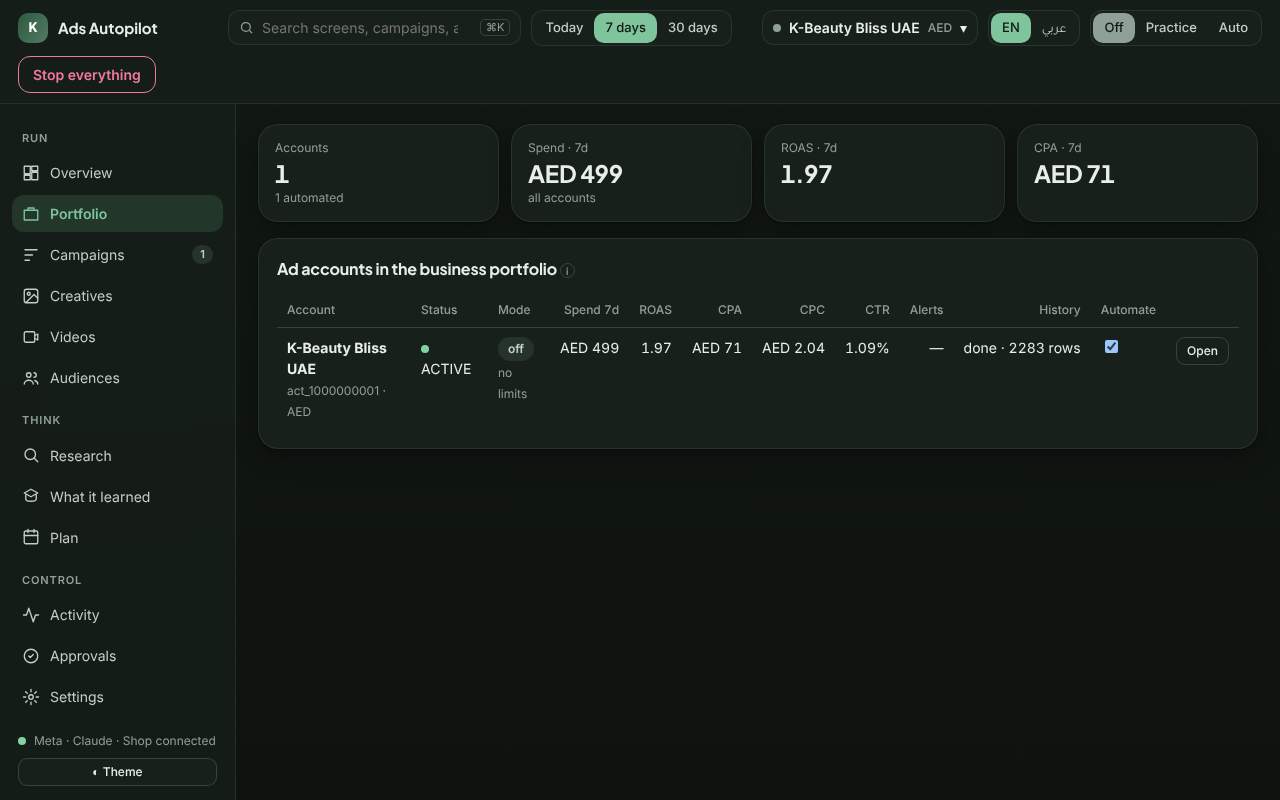 K Ads Autopilot
Search screens, campaigns, a ⌘K
Today 7 days 30 days
K-Beauty Bliss UAE AED ▾
EN عربي
Off Practice Auto
Stop everything
RUN
Overview
Portfolio
Campaigns 1
Creatives
Videos
Audiences
THINK
Research
What it learned
Plan
CONTROL
Activity
Approvals
Settings
Meta · Claude · Shop connected
Theme
Accounts
1
1 automated
Spend · 7d
AED 499
all accounts
ROAS · 7d
1.97
CPA · 7d
AED 71
Ad accounts in the business portfolio i
Account Status Mode Spend 7d ROAS CPA CPC CTR Alerts History Automate
K-Beauty Bliss UAE
act_1000000001 · AED
ACTIVE
off
no limits
AED 499 1.97 AED 71 AED 2.04 1.09% — done · 2283 rows Open